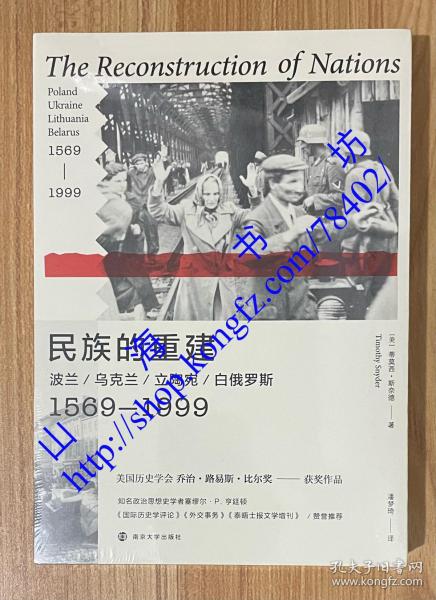 The Reconstruction of Nations
Poland
Ukraine
Lithuania
Belarus
1569
1999
民族的重建
波兰/乌克兰/立陶宛/白俄罗斯
1569—1999
［美］蒂莫西·斯奈德——著
Timothy Snyder
潘梦琦——译
美国历史学会 乔治·路易斯·比尔奖——获奖作品
知名政治思想史学者塞缪尔·P.亨廷顿
《国际历史学评论》《外交事务》《泰晤士报文学增刊》/赞誉推荐
南京大学出版社
山海书坊
http://shop.kongfz.com/78402/
孔夫子旧书网
www.kongfz.com